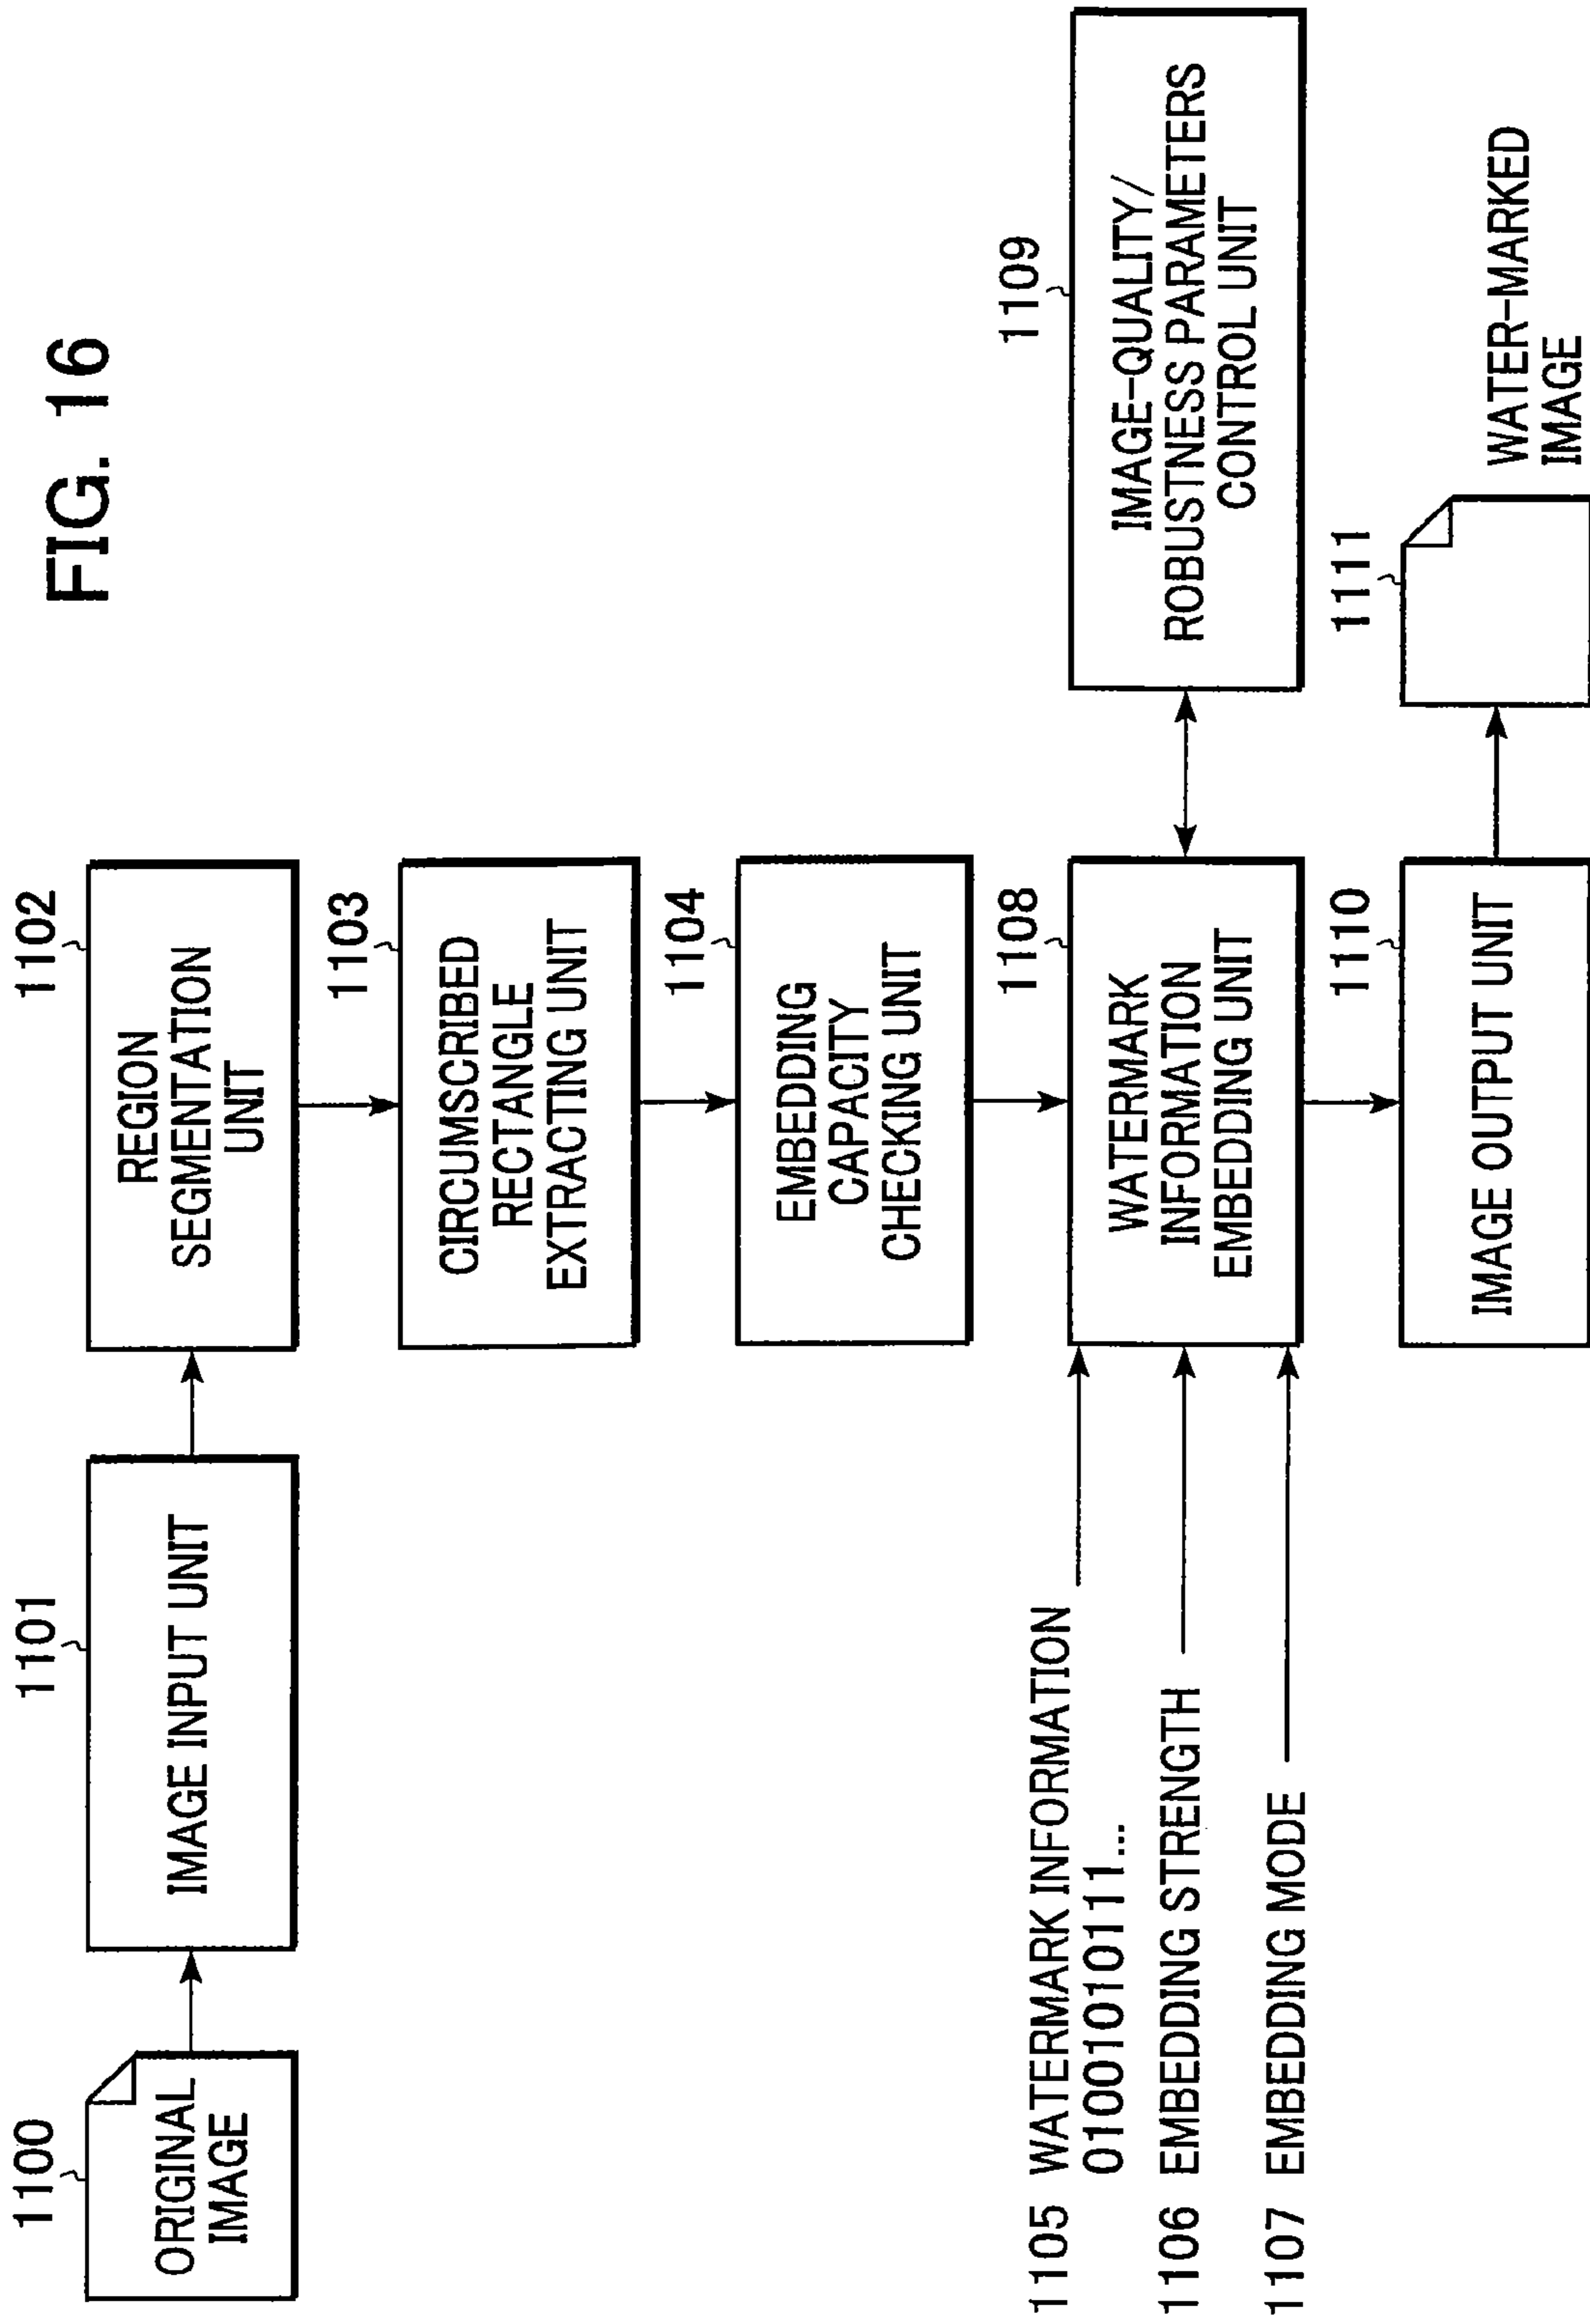 FIG. 16
1100
ORIGINAL
IMAGE
1101
IMAGE INPUT UNIT
1102
REGION
SEGMENTATION
UNIT
1103
CIRCUMSCRIBED
RECTANGLE
EXTRACTING UNIT
1104
EMBEDDING
CAPACITY
CHECKING UNIT
1105 WATERMARK INFORMATION
0100101010111...
1106 EMBEDDING STRENGTH
1107 EMBEDDING MODE
1108
WATERMARK
INFORMATION
EMBEDDING UNIT
1109
IMAGE-QUALITY/
ROBUSTNESS PARAMETERS
CONTROL UNIT
1110
IMAGE OUTPUT UNIT
1111
WATER-MARKED
IMAGE